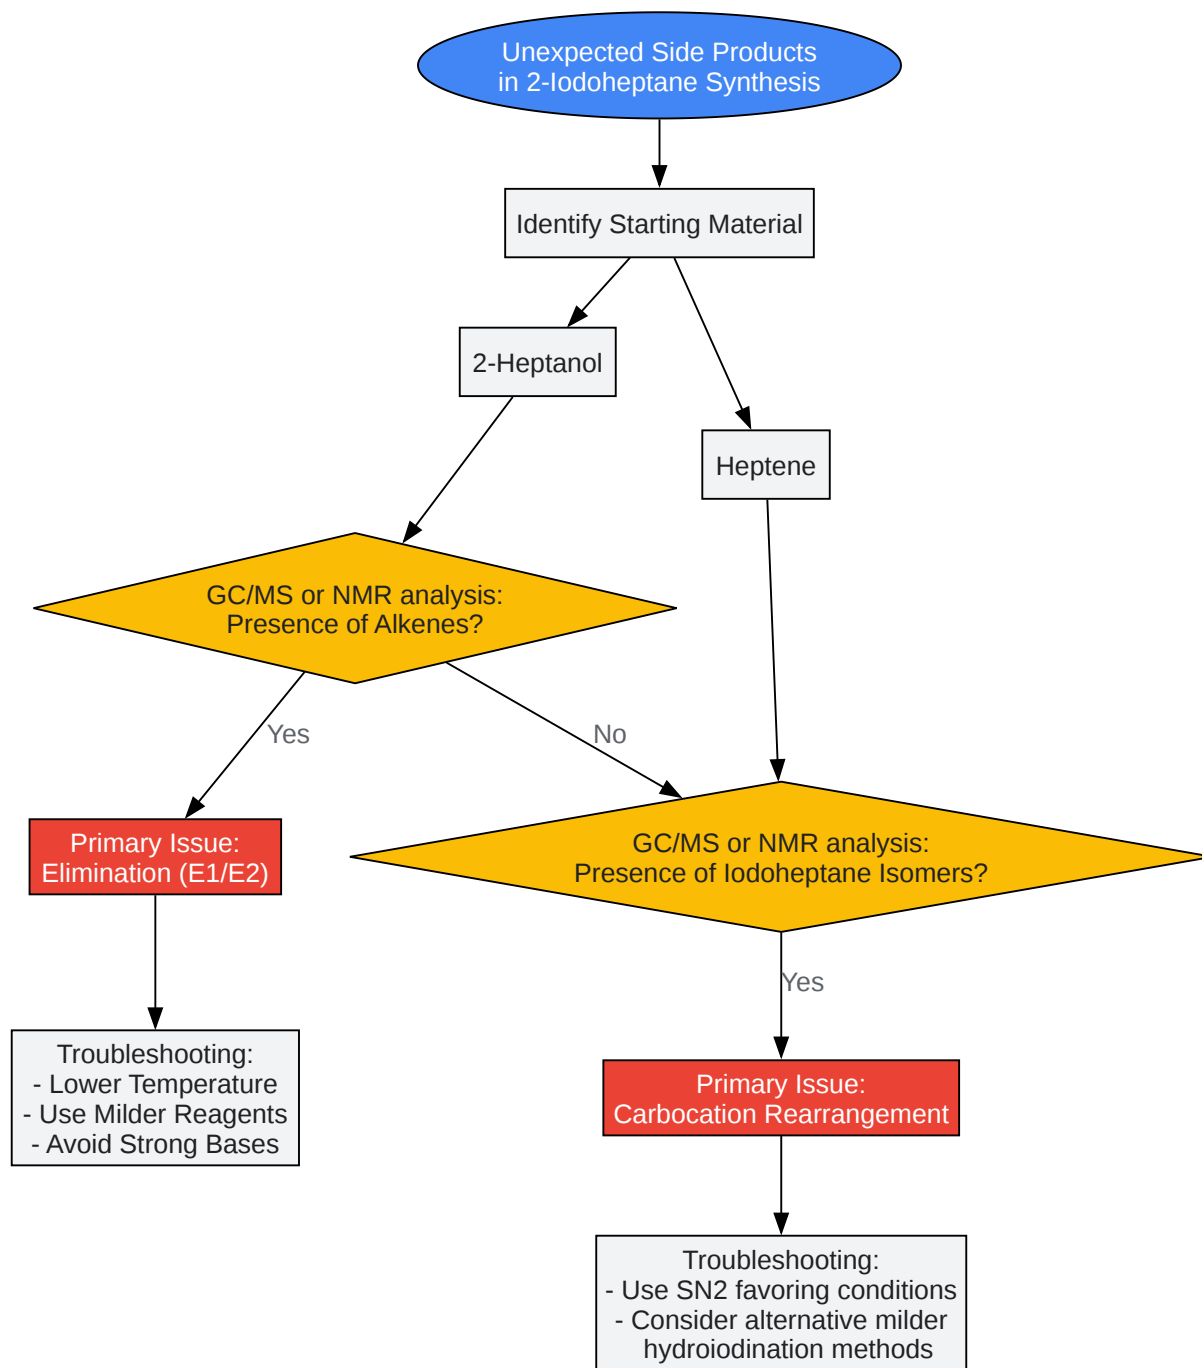 Unexpected Side Products
in 2-Iodoheptane Synthesis
Identify Starting Material
2-Heptanol
Heptene
GC/MS or NMR analysis:
Presence of Alkenes?
Yes
No
Primary Issue:
Elimination (E1/E2)
GC/MS or NMR analysis:
Presence of Iodoheptane Isomers?
Yes
Troubleshooting:
- Lower Temperature
- Use Milder Reagents
- Avoid Strong Bases
Primary Issue:
Carbocation Rearrangement
Troubleshooting:
- Use SN2 favoring conditions
- Consider alternative milder
hydroiodination methods